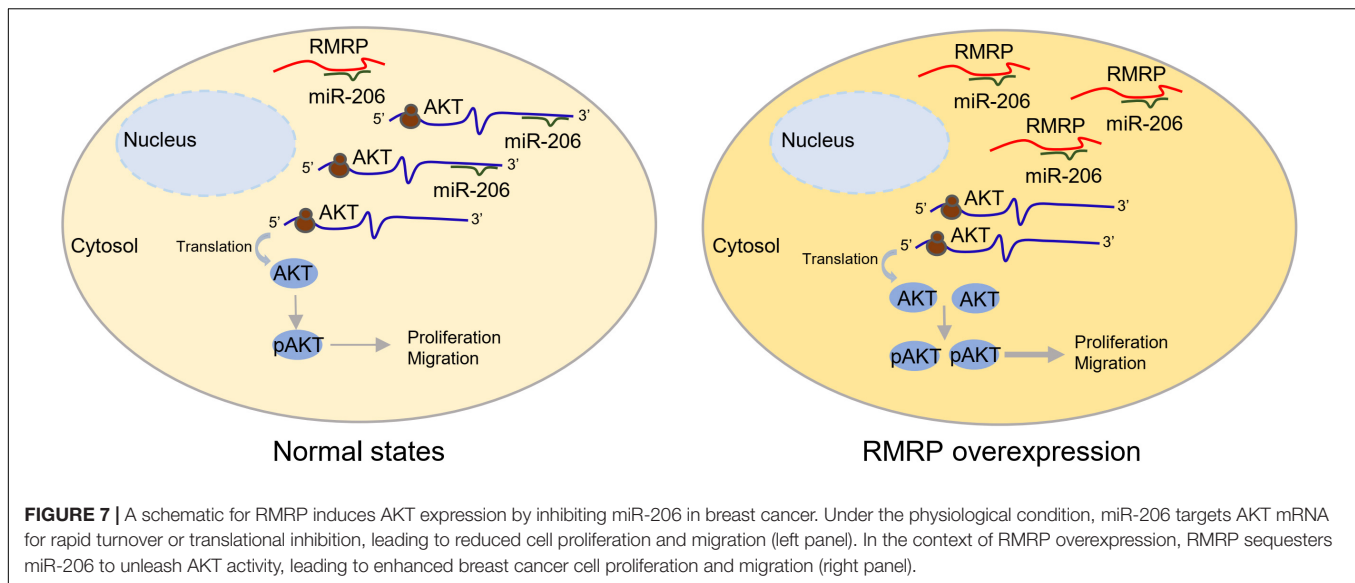 RMRP
miR-206
AKT
5'
3'
miR-206
Nucleus
AKT
5'
3'
miR-206
AKT
5'
3'
Cytosol
Translation
AKT
pAKT
Proliferation
Migration
Normal states
RMRP
miR-206
RMRP
miR-206
RMRP
miR-206
Nucleus
AKT
5'
3'
AKT
5'
3'
Cytosol
Translation
AKT
AKT
pAKT
pAKT
Proliferation
Migration
RMRP overexpression
FIGURE 7 | A schematic for RMRP induces AKT expression by inhibiting miR-206 in breast cancer. Under the physiological condition, miR-206 targets AKT mRNA
for rapid turnover or translational inhibition, leading to reduced cell proliferation and migration (left panel). In the context of RMRP overexpression, RMRP sequesters
miR-206 to unleash AKT activity, leading to enhanced breast cancer cell proliferation and migration (right panel).